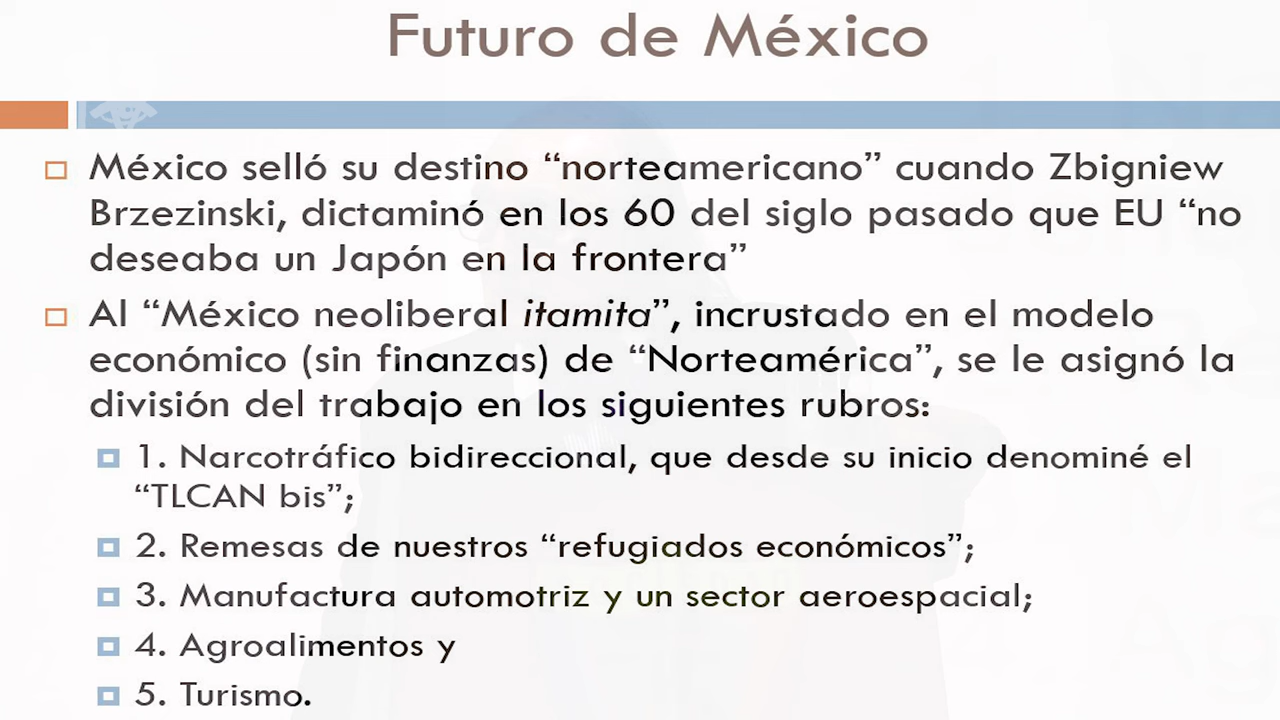 Futuro de México
México selló su destino “norteamericano” cuando Zbigniew
Brzezinski, dictaminó en los 60 del siglo pasado que EU “no
deseaba un Japón en la frontera”
Al “México neoliberal itamita”, incrustado en el modelo
económico (sin finanzas) de “Norteamérica”, se le asignó la
división del trabajo en los siguientes rubros:
1. Narcotráfico bidireccional, que desde su inicio denominé el
“TLCAN bis”;
2. Remesas de nuestros “refugiados económicos”;
3. Manufactura automotriz y un sector aeroespacial;
4. Agroalimentos y
5. Turismo.